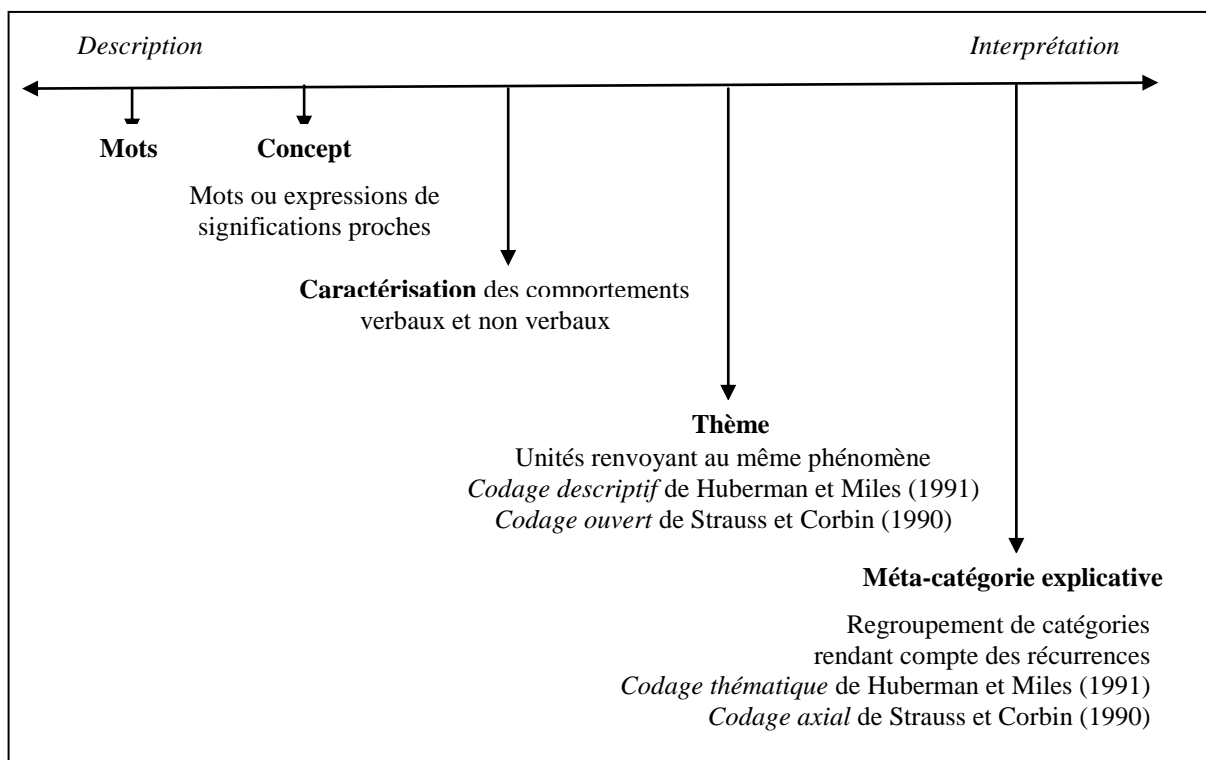 Description
Interprétation
Mots
Concept
Mots ou expressions de
significations proches
Caractérisation des comportements
verbaux et non verbaux
Thème
Unités renvoyant au même phénomène
Codage descriptif de Huberman et Miles (1991)
Codage ouvert de Strauss et Corbin (1990)
Méta-catégorie explicative
Regroupement de catégories
rendant compte des récurrences
Codage thématique de Huberman et Miles (1991)
Codage axial de Strauss et Corbin (1990)